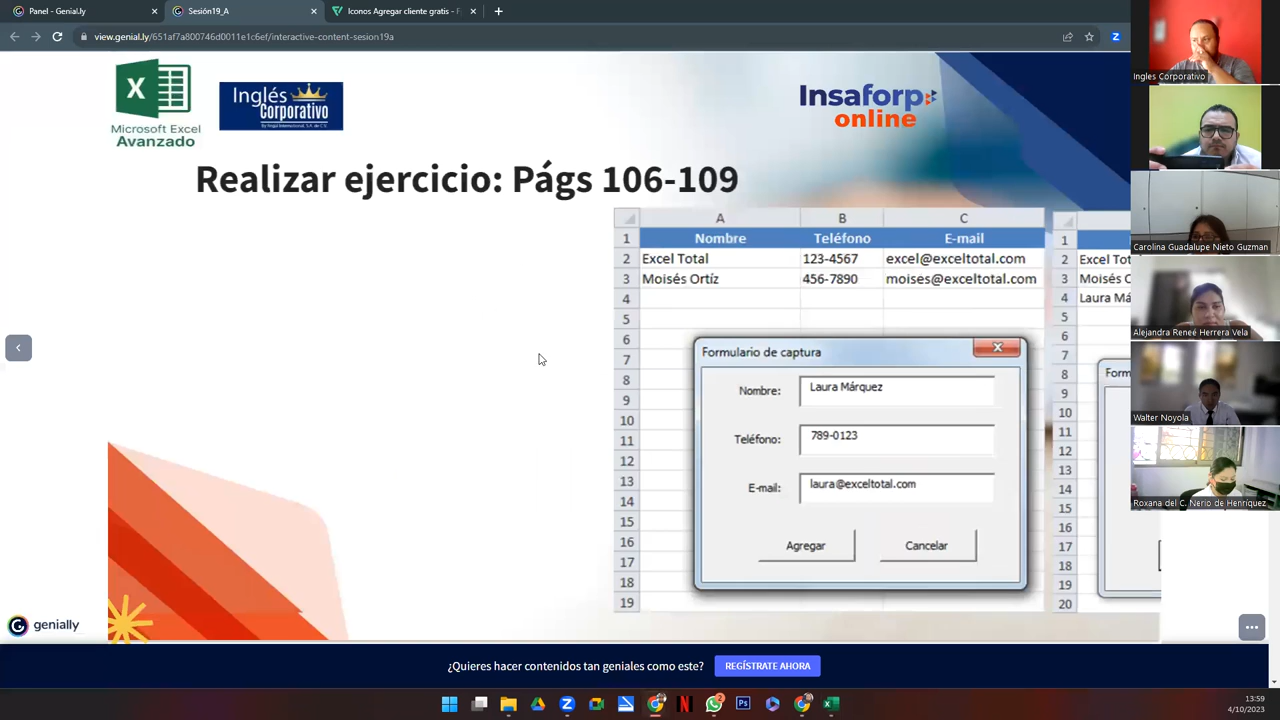 Panel - Genial.ly
Sesión19_A
Iconos Agregar cliente gratis - F
view.genial.ly/651af7a800746d0011e1c6ef/interactive-content-sesion19a
Microsoft Excel
Avanzado
Inglés
Corporativo
Insaforp
online
Realizar ejercicio: Págs 106-109
A B C
1 Nombre Teléfono E-mail
2 Excel Total 123-4567 excel@exceltotal.com
3 Moisés Ortíz 456-7890 moises@exceltotal.com
4
5
6
7
8
9
10
11
12
13
14
15
16
17
18
19
Formulario de captura
Nombre: Laura Márquez
Teléfono: 789-0123
E-mail: laura@exceltotal.com
Agregar Cancelar
1
2 Excel Tot
3 Moisés O
4 Laura Má
5
6
7
8 Form
9
10
11
12
13
14
15
16
17
18
19
20
Ingles Corporativo
Carolina Guadalupe Nieto Guzman
Alejandra Reneé Herrera Vela
Walter Noyola
Roxana del C. Nerio de Henríquez
genially
¿Quieres hacer contenidos tan geniales como este? REGÍSTRATE AHORA
13:59
4/10/2023